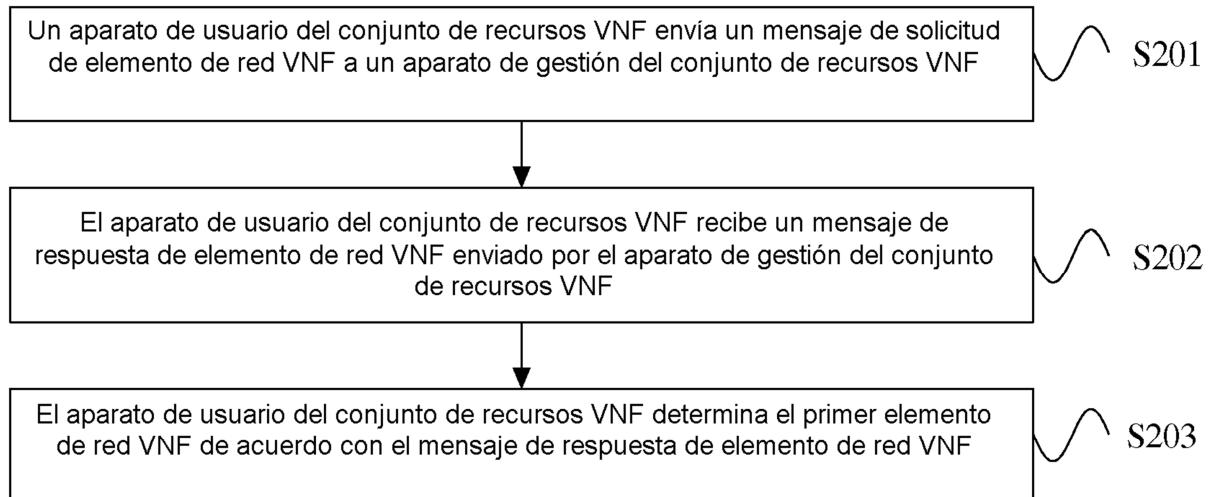 Un aparato de usuario del conjunto de recursos VNF envía un mensaje de solicitud
de elemento de red VNF a un aparato de gestión del conjunto de recursos VNF
S201
El aparato de usuario del conjunto de recursos VNF recibe un mensaje de
respuesta de elemento de red VNF enviado por el aparato de gestión del conjunto
de recursos VNF
S202
El aparato de usuario del conjunto de recursos VNF determina el primer elemento
de red VNF de acuerdo con el mensaje de respuesta de elemento de red VNF
S203